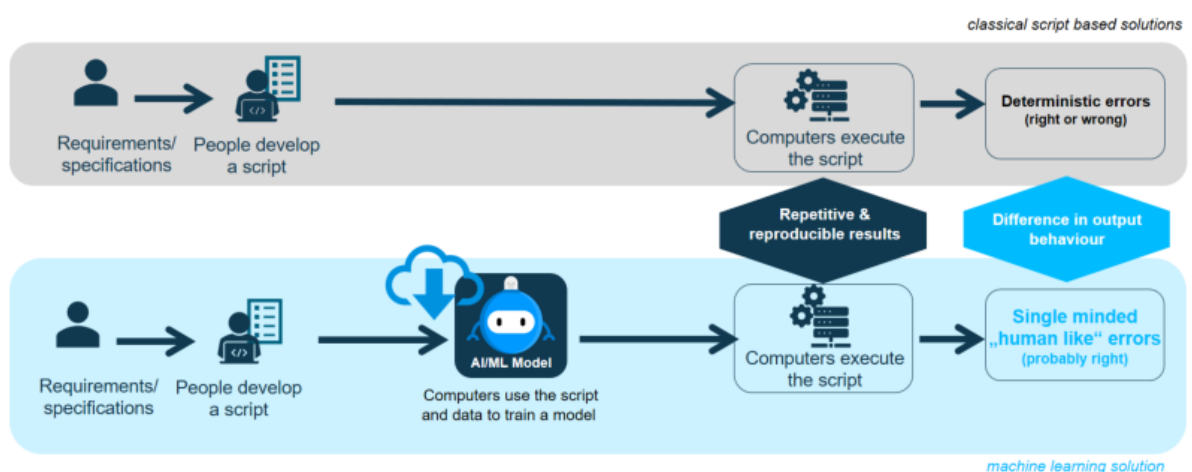 classical script based solutions
Requirements/
specifications
People develop
a script
Computers execute
the script
Deterministic errors
(right or wrong)
Repetitive &
reproducible results
Difference in output
behaviour
Requirements/
specifications
</>
People develop
a script
AI/ML Model
Computers use the script
and data to train a model
Computers execute
the script
Single minded
„human like“ errors
(probably right)
machine learning solution